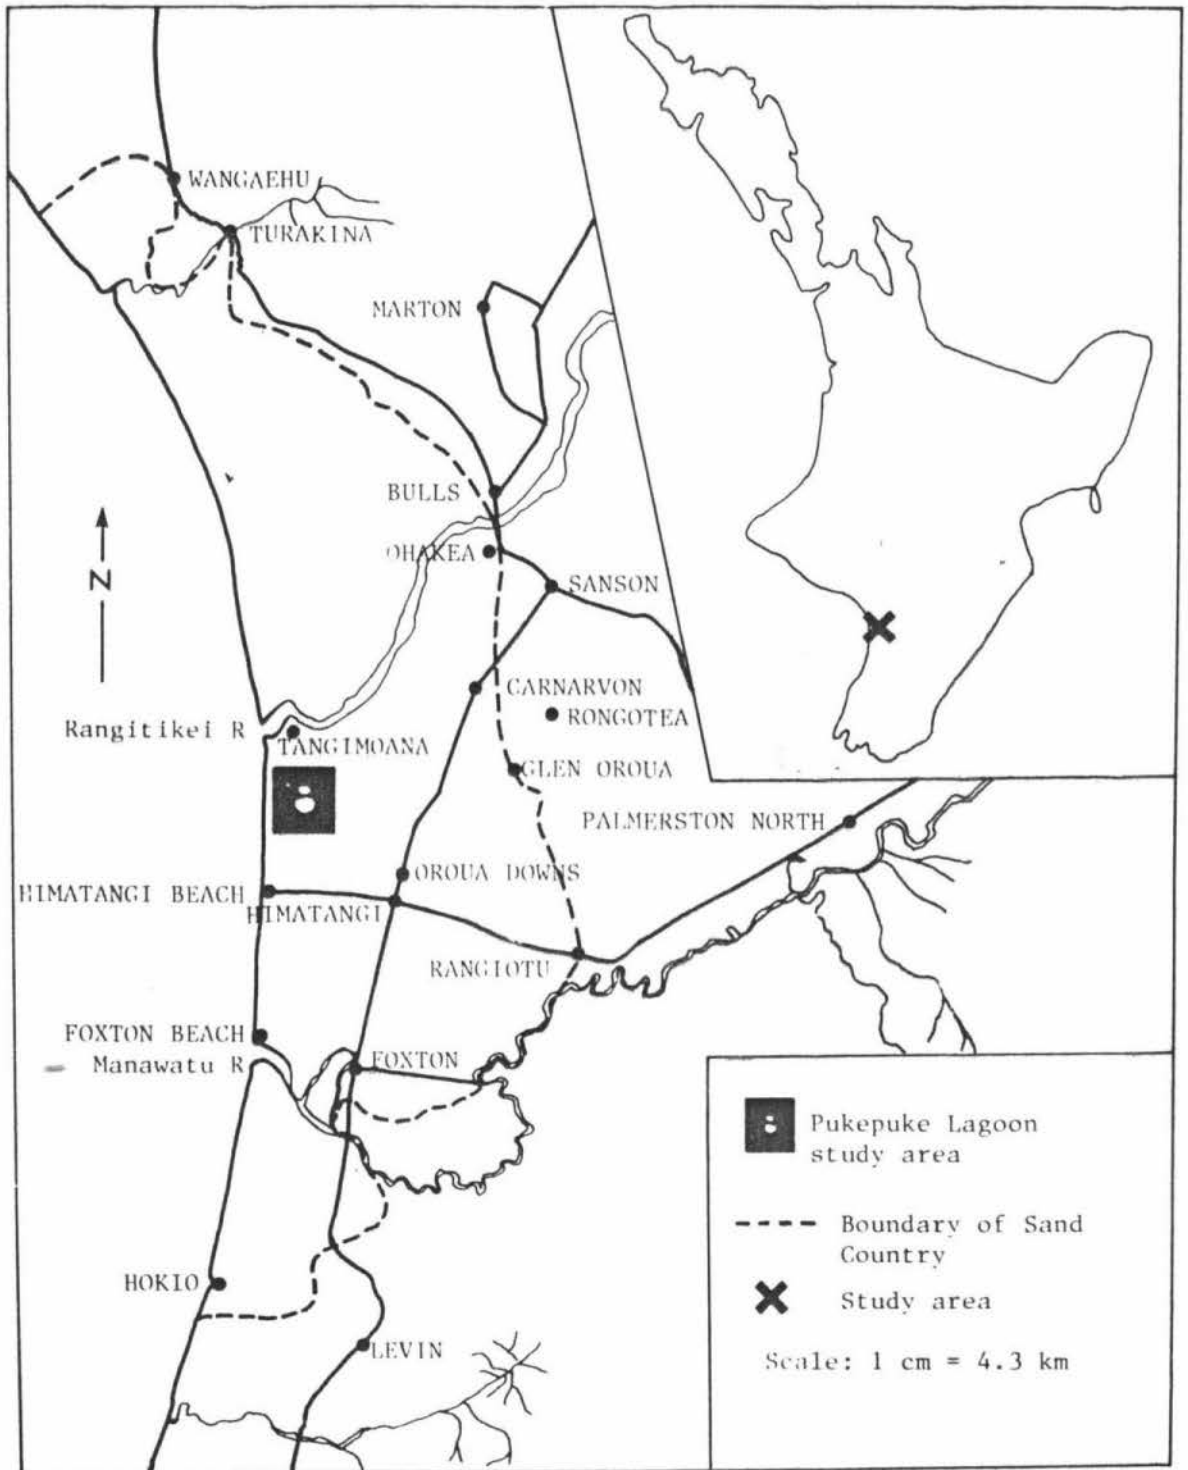 WANGAEHU
TURAKINA
MARTON
BULLS
OHAKEA
SANSON
N
CARNARVON
RONGOTEA
Rangitikei R
TANGIMOANA
GLEN OROUA
PALMERSTON NORTH
OROUA DOWNS
HIMATANGI BEACH
HIMATANGI
RANGIOTU
FOXTON BEACH
Manawatu R
FOXTON
HOKIO
LEVIN
Pukepuke Lagoon
study area
Boundary of Sand
Country
Study area
Scale: 1 cm = 4.3 km